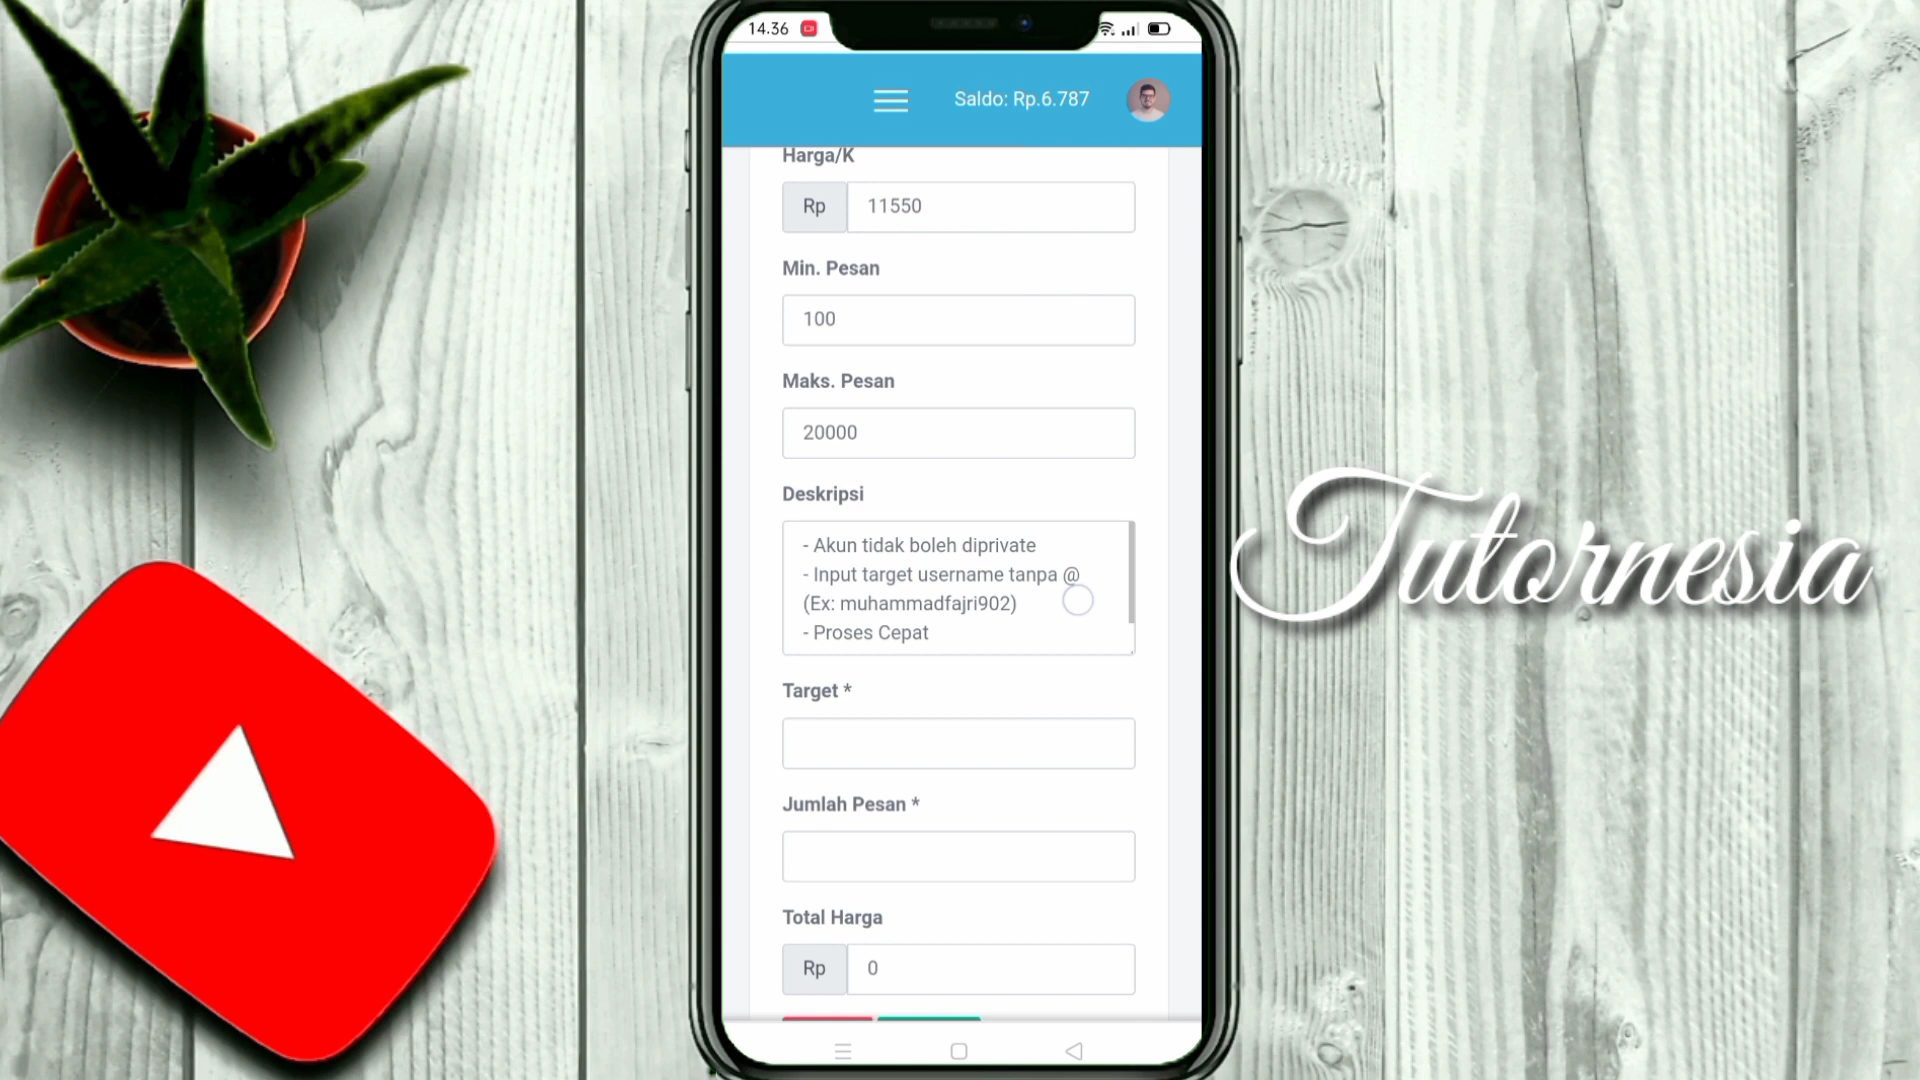 14.36
Saldo: Rp.6.787
Harga/K
Rp 11550
Min. Pesan
100
Maks. Pesan
20000
Deskripsi
- Akun tidak boleh diprivate
- Input target username tanpa @
(Ex: muhammadfajri902)
- Proses Cepat
Target *
Jumlah Pesan *
Total Harga
Rp 0
Tutornesia